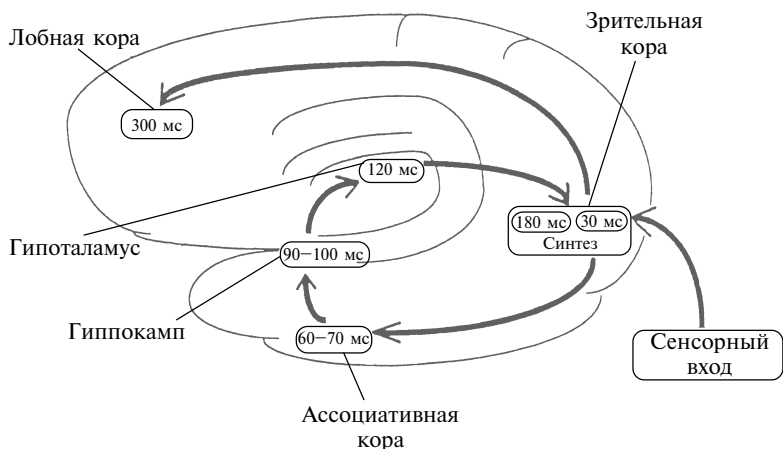 Лобная кора
Зрительная
кора
300 мс
120 мс
180 мс 30 мс
Синтез
Гипоталамус
90–100 мс
Гиппокамп
60–70 мс
Сенсорный
вход
Ассоциативная
кора